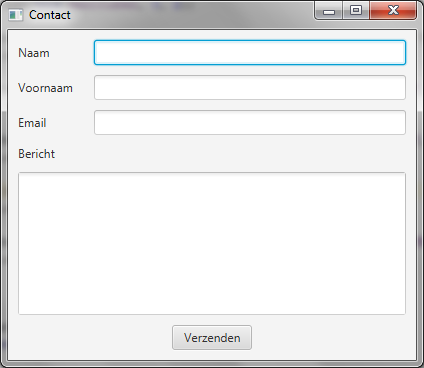 Contact
Naam
Voornaam
Email
Bericht
Verzenden